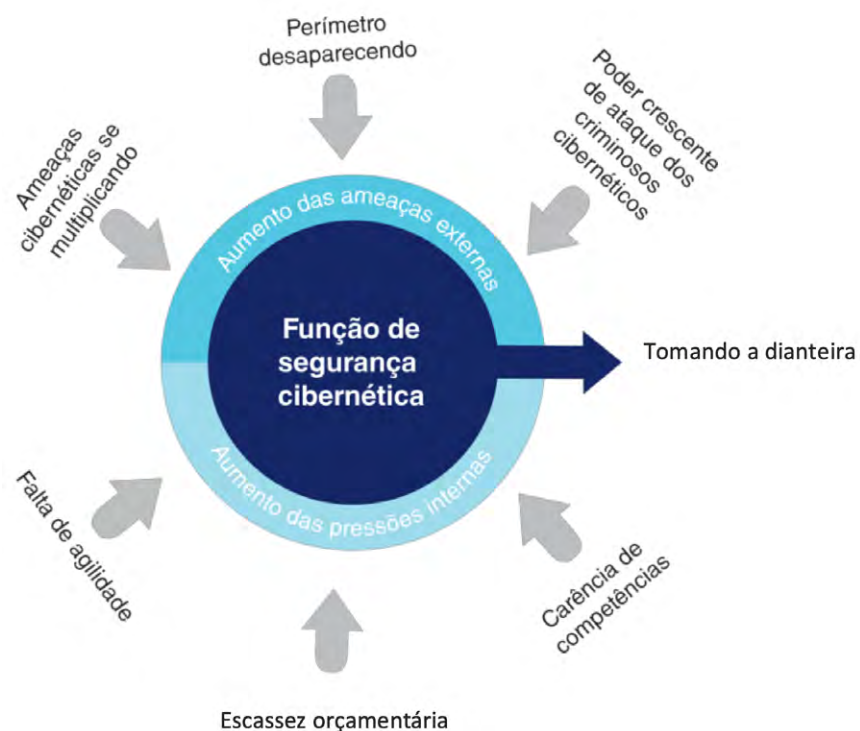 Perímetro
desaparecendo
Ameaças
cibernéticas se
multiplicando
Poder crescente
de ataque dos
criminosos
cibernéticos
Aumento das ameaças externas
Função de
segurança
cibernética
Tomando a dianteira
Aumento das pressões internas
Falta de agilidade
Carência de
competências
Escassez orçamentária